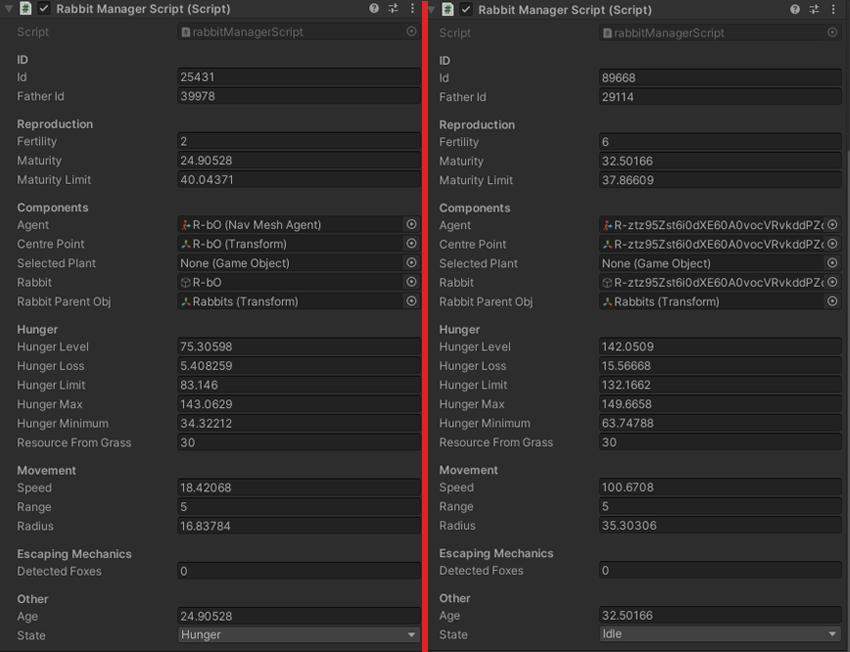 Rabbit Manager Script (Script)
Script rabbitManagerScript
ID
Id 25431
Father Id 39978
Reproduction
Fertility 2
Maturity 24.90528
Maturity Limit 40.04371
Components
Agent R-bO (Nav Mesh Agent)
Centre Point R-bO (Transform)
Selected Plant None (Game Object)
Rabbit R-bO
Rabbit Parent Obj Rabbits (Transform)
Hunger
Hunger Level 75.30598
Hunger Loss 5.408259
Hunger Limit 83.146
Hunger Max 143.0629
Hunger Minimum 34.32212
Resource From Grass 30
Movement
Speed 18.42068
Range 5
Radius 16.83784
Escaping Mechanics
Detected Foxes 0
Other
Age 24.90528
State Hunger
Rabbit Manager Script (Script)
Script rabbitManagerScript
ID
Id 89668
Father Id 29114
Reproduction
Fertility 6
Maturity 32.50166
Maturity Limit 37.86609
Components
Agent R-ztz95Zst6i0dXE60A0vocVRvkddPZ
Centre Point R-ztz95Zst6i0dXE60A0vocVRvkddPZ
Selected Plant None (Game Object)
Rabbit R-ztz95Zst6i0dXE60A0vocVRvkddPZ
Rabbit Parent Obj Rabbits (Transform)
Hunger
Hunger Level 142.0509
Hunger Loss 15.56668
Hunger Limit 132.1662
Hunger Max 149.6658
Hunger Minimum 63.74788
Resource From Grass 30
Movement
Speed 100.6708
Range 5
Radius 35.30306
Escaping Mechanics
Detected Foxes 0
Other
Age 32.50166
State Idle